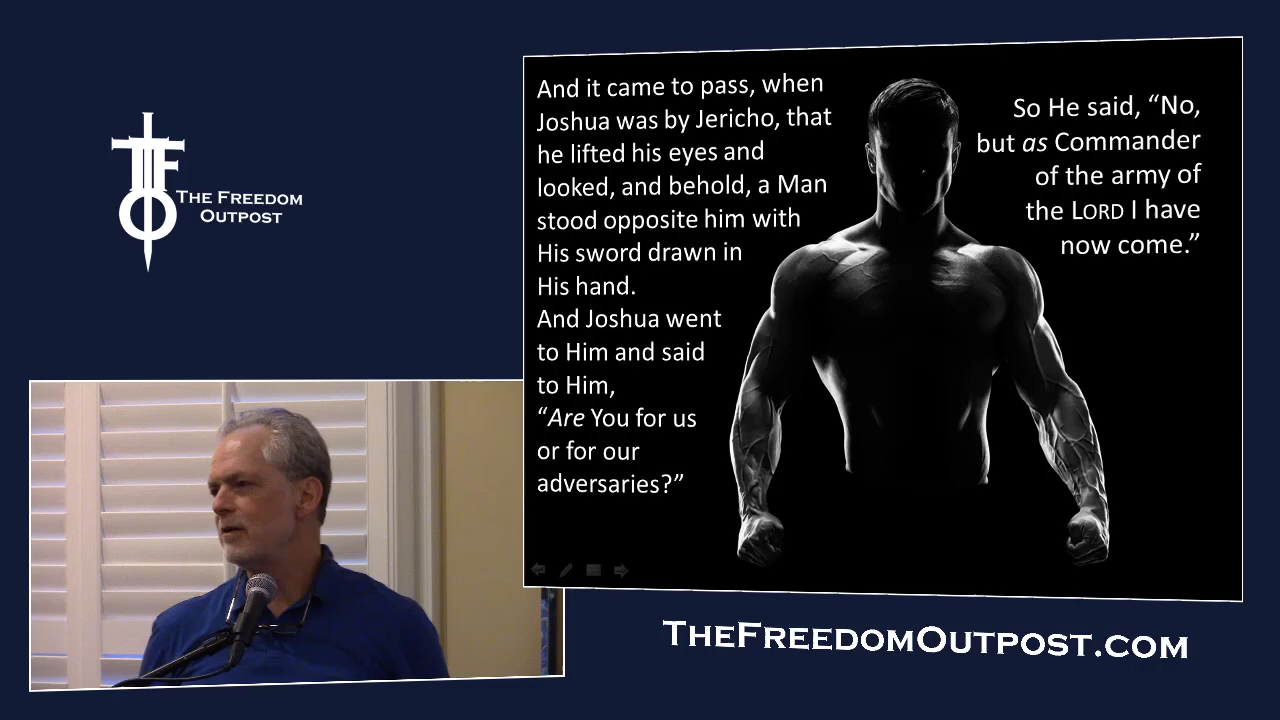 THE FREEDOM
OUTPOST
And it came to pass, when
Joshua was by Jericho, that
he lifted his eyes and
looked, and behold, a Man
stood opposite him with
His sword drawn in
His hand.
And Joshua went
to Him and said
to Him,
“Are You for us
or for our
adversaries?”
So He said, “No,
but as Commander
of the army of
the LORD I have
now come.”
THEFREEDOMOUTPOST.COM